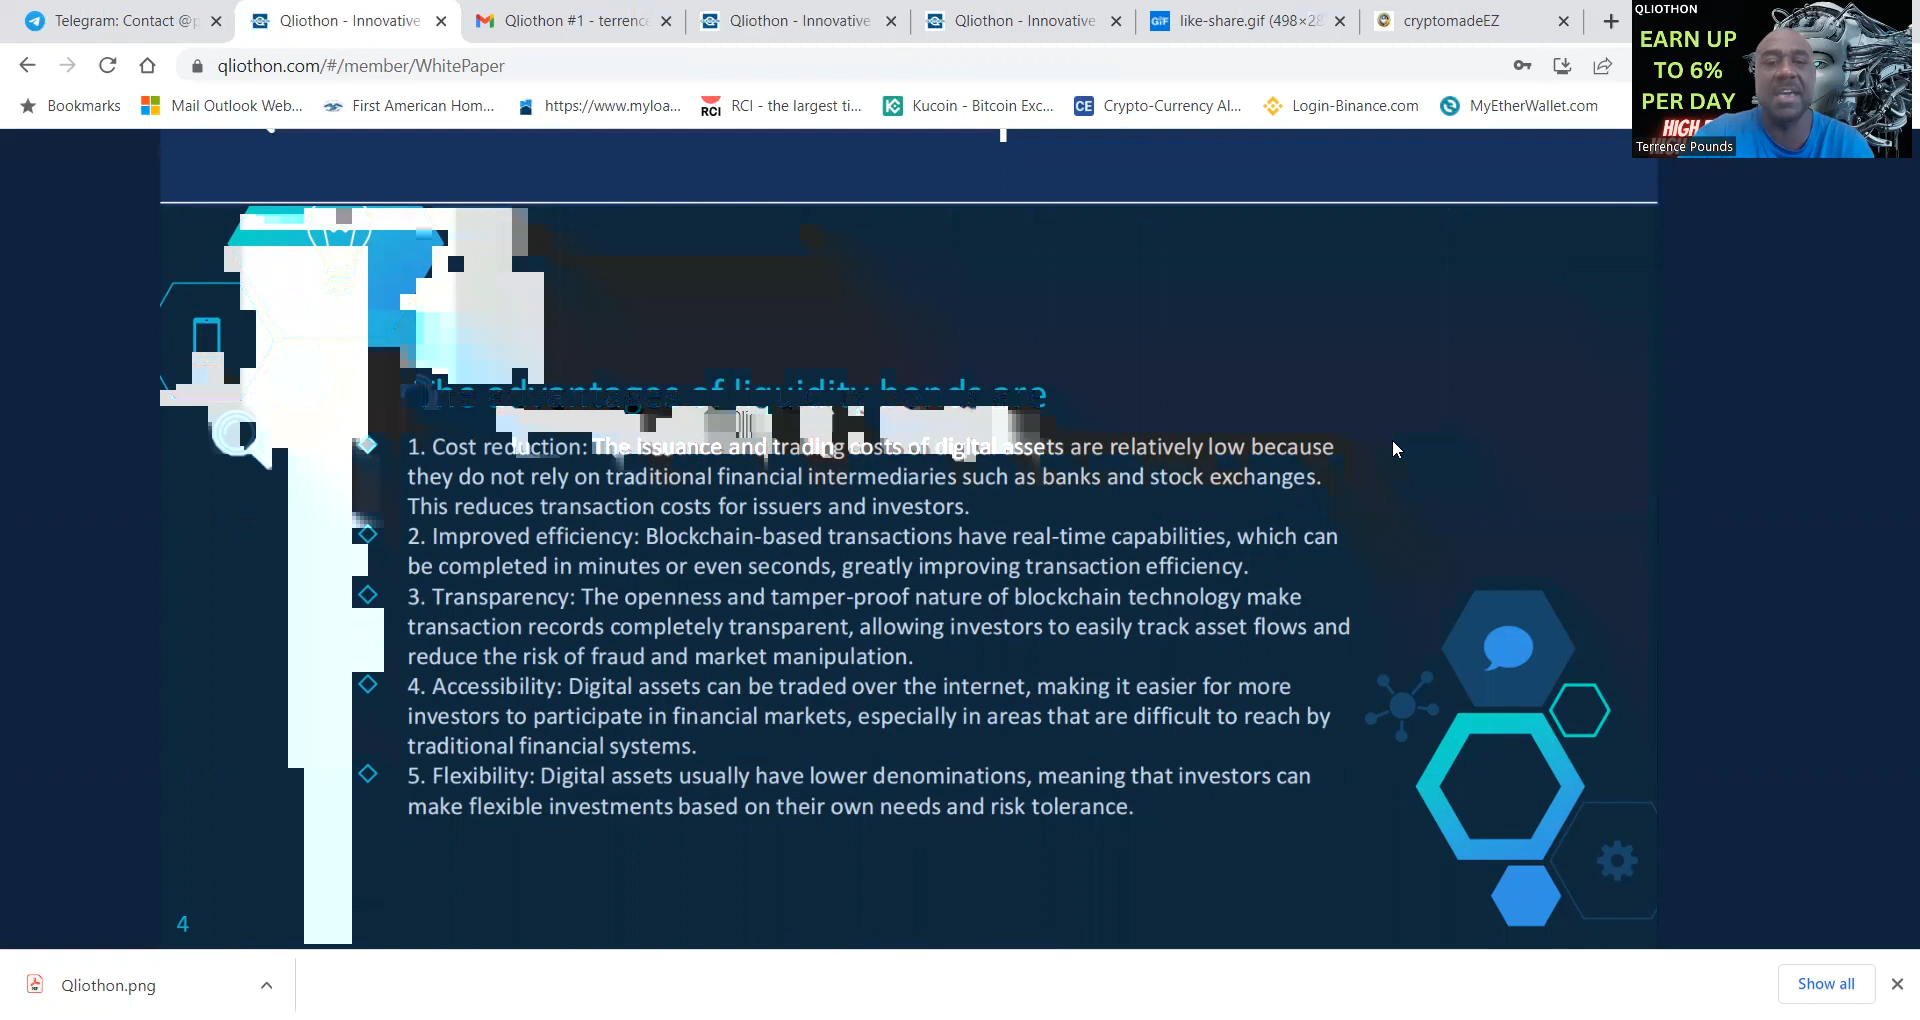 Telegram: Contact @p
Qliothon - Innovative
Qliothon #1 - terrence
Qliothon - Innovative
Qliothon - Innovative
GIF
like-share.gif (498×28
cryptomadeEZ
qliothon.com/#/member/WhitePaper
Bookmarks
Mail Outlook Web...
First American Hom...
https://www.myloa...
RCI
RCI - the largest ti...
Kucoin - Bitcoin Exc...
CE
Crypto-Currency Al...
Login-Binance.com
MyEtherWallet.com
QLIOTHON
EARN UP
TO 6%
PER DAY
HIGH
Terrence Pounds
The advantages of liquidity bonds are
1. Cost reduction: The issuance and trading costs of digital assets are relatively low because
they do not rely on traditional financial intermediaries such as banks and stock exchanges.
This reduces transaction costs for issuers and investors.
2. Improved efficiency: Blockchain-based transactions have real-time capabilities, which can
be completed in minutes or even seconds, greatly improving transaction efficiency.
3. Transparency: The openness and tamper-proof nature of blockchain technology make
transaction records completely transparent, allowing investors to easily track asset flows and
reduce the risk of fraud and market manipulation.
4. Accessibility: Digital assets can be traded over the internet, making it easier for more
investors to participate in financial markets, especially in areas that are difficult to reach by
traditional financial systems.
5. Flexibility: Digital assets usually have lower denominations, meaning that investors can
make flexible investments based on their own needs and risk tolerance.
4
Qliothon.png
Show all